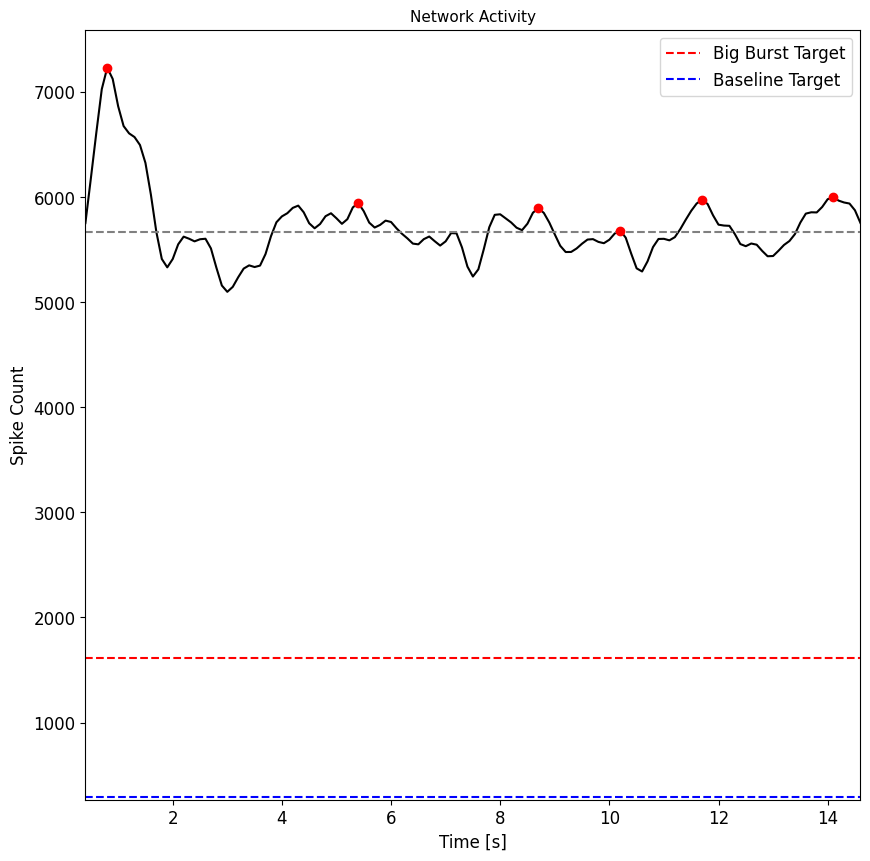 Network Activity
Big Burst Target
Baseline Target
Spike Count
7000
6000
5000
4000
3000
2000
1000
2 4 6 8 10 12 14
Time [s]